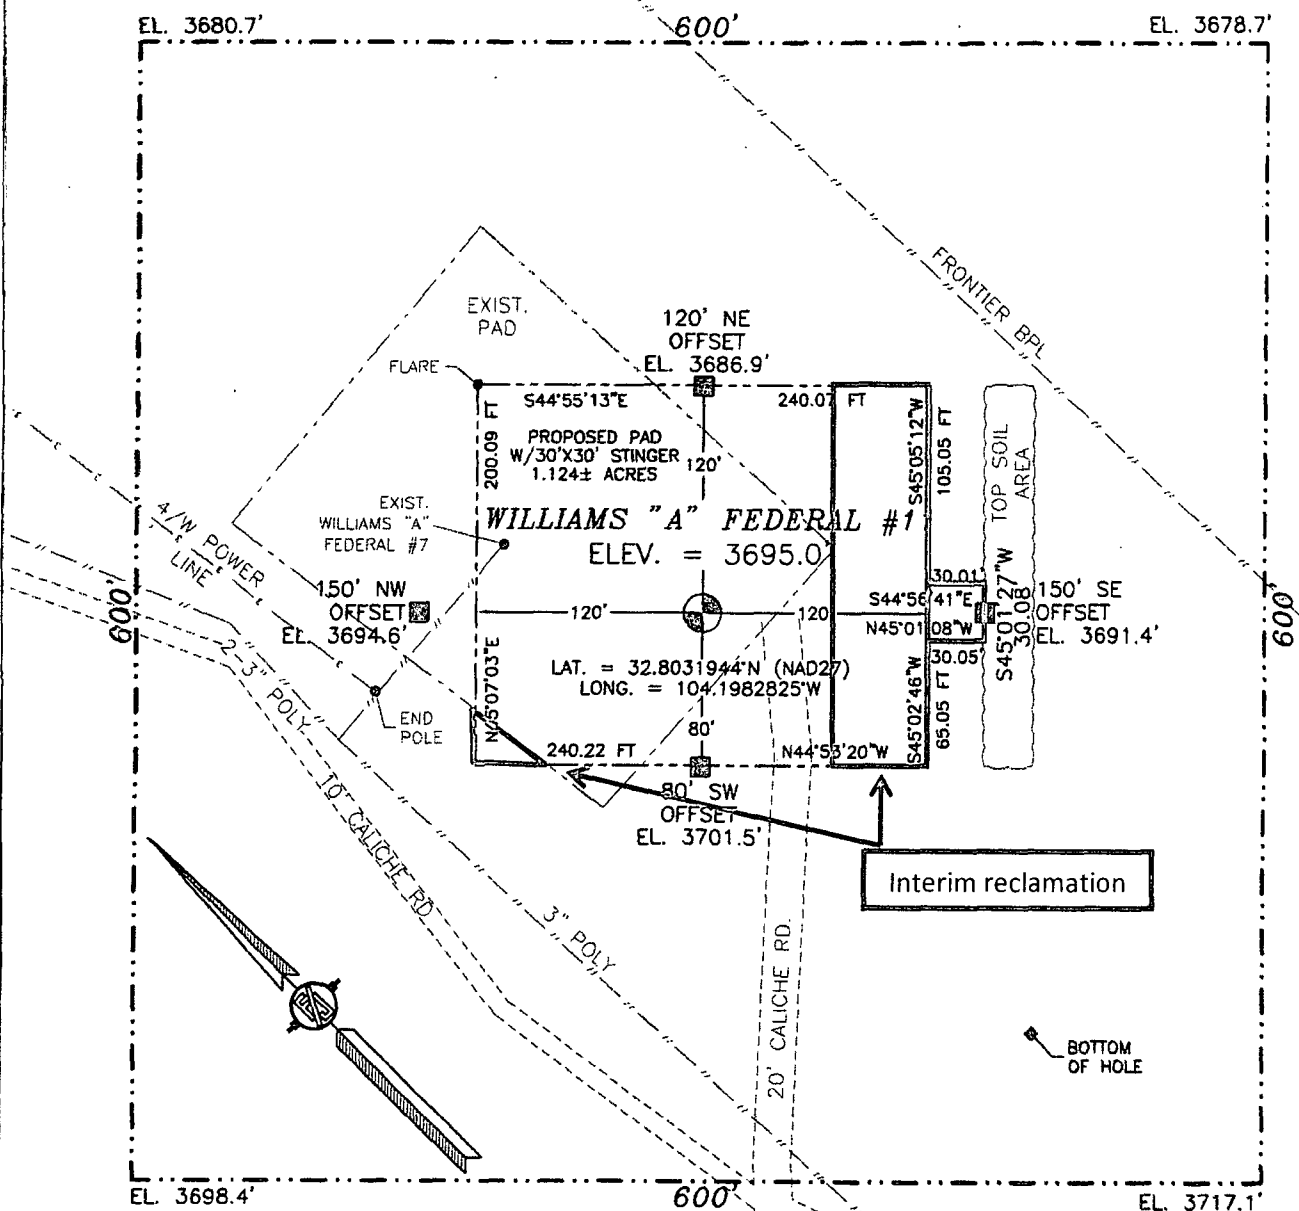 EL. 3680.7'
600'
EL. 3678.7'
FRONTIER BPL
EXIST.
PAD
120' NE
OFFSET
EL. 3686.9'
FLARE
S44°55'13"E
240.07 FT
200.09 FT
PROPOSED PAD
W/30'X30' STINGER
1.124± ACRES
120'
S45°05'12"W
105.05 FT
TOP SOIL
AREA
EXIST.
WILLIAMS "A"
FEDERAL #7
WILLIAMS "A" FEDERAL #1
ELEV. = 3695.0'
4/W POWER
LINE
600'
150' NW
OFFSET
EL. 3694.6'
120'
120
30.01'
S44°56'41"E
N45°01'08"W
30.05'
S45°01'27"W
30.08
150' SE
OFFSET
EL. 3691.4'
600'
2-3" POLY
N45°07'03"E
LAT. = 32.8031944°N (NAD27)
LONG. = 104.1982825°W
S45°02'46"W
65.05 FT
END
POLE
80'
240.22 FT
N44°53'20"W
80' SW
OFFSET
EL. 3701.5'
10' CALICHE RD
Interim reclamation
3" POLY
20' CALICHE RD.
BOTTOM
OF HOLE
EL. 3698.4'
600'
EL. 3717.1'